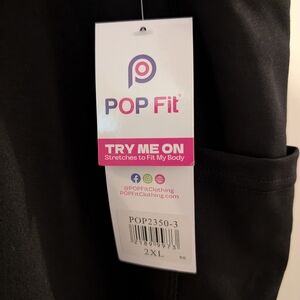 POP Fit
TRY ME ON
Stretches to Fit My Body
@POPFitClothing
POPFitClothing.com
POP2350-3
2XL